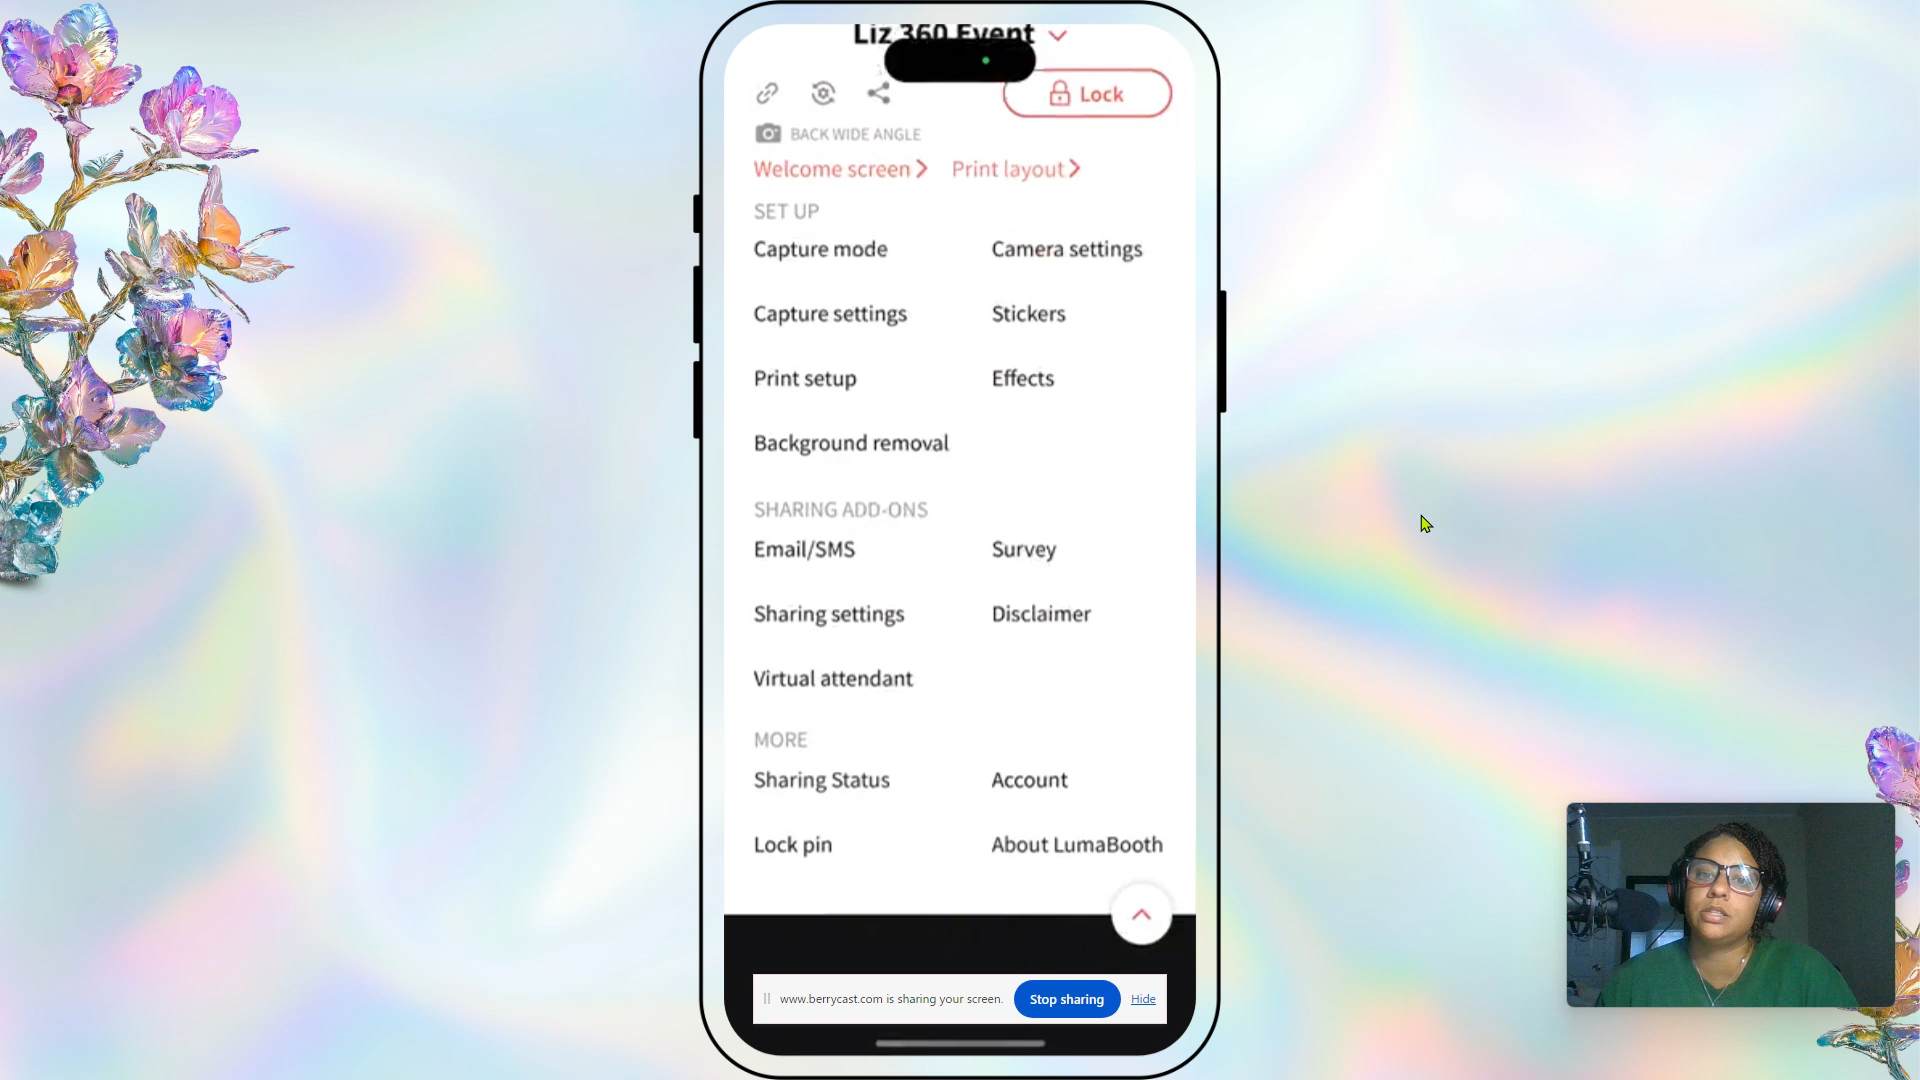 Liz 360 Event
Lock
BACK WIDE ANGLE
Welcome screen Print layout
SET UP
Capture mode Camera settings
Capture settings Stickers
Print setup Effects
Background removal
SHARING ADD-ONS
Email/SMS Survey
Sharing settings Disclaimer
Virtual attendant
MORE
Sharing Status Account
Lock pin About LumaBooth
www.berrycast.com is sharing your screen. Stop sharing Hide